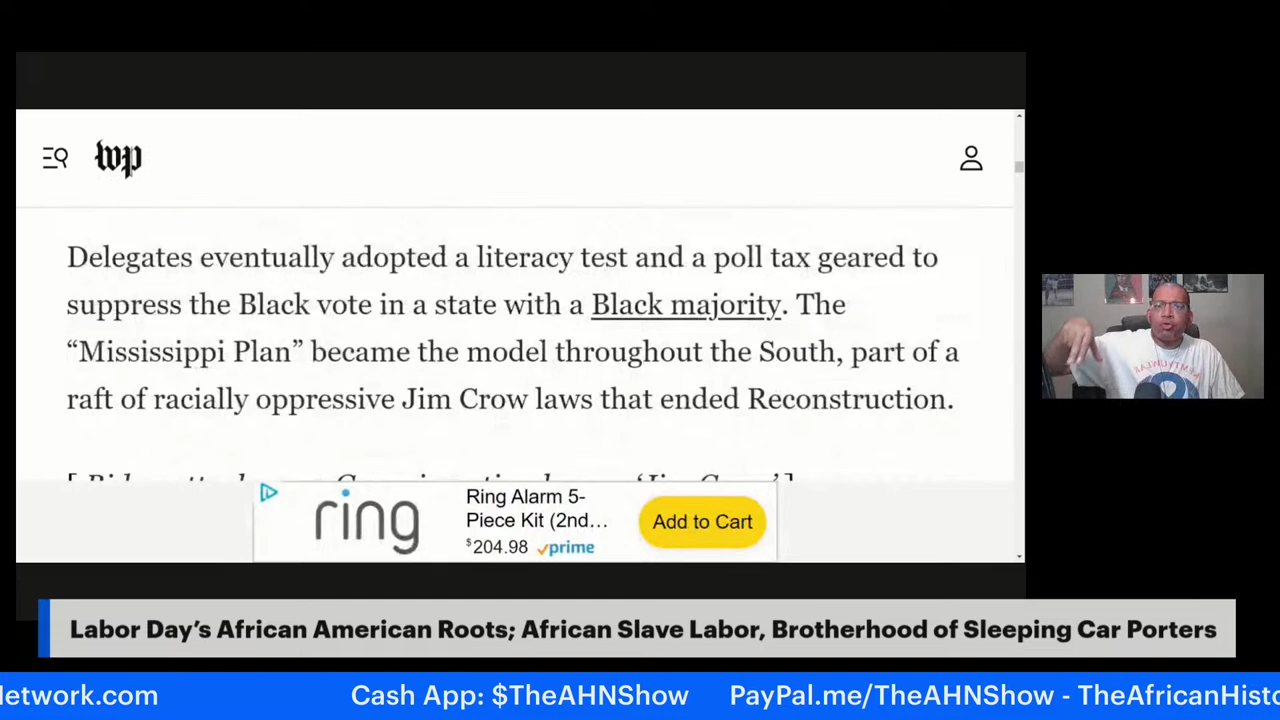 wp
Delegates eventually adopted a literacy test and a poll tax geared to
suppress the Black vote in a state with a Black majority. The
“Mississippi Plan” became the model throughout the South, part of a
raft of racially oppressive Jim Crow laws that ended Reconstruction.
ring
Ring Alarm 5-
Piece Kit (2nd...
$204.98 prime
Add to Cart
Labor Day's African American Roots; African Slave Labor, Brotherhood of Sleeping Car Porters
etwork.com Cash App: $TheAHNShow PayPal.me/TheAHNShow - TheAfricanHisto